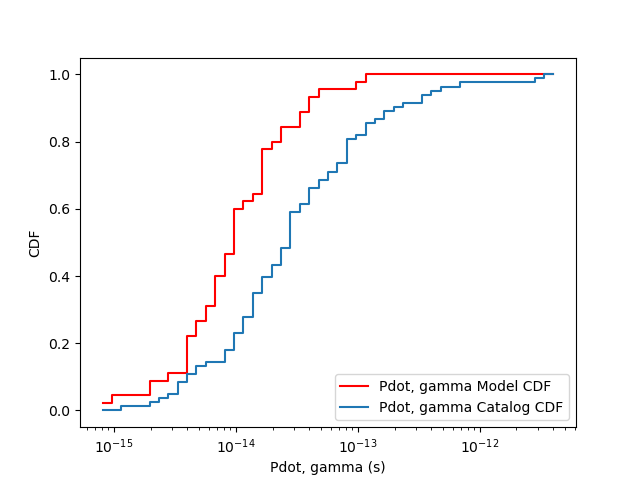 1.0
0.8
0.6
0.4
0.2
0.0
CDF
10⁻¹⁵
10⁻¹⁴
10⁻¹³
10⁻¹²
Pdot, gamma (s)
Pdot, gamma Model CDF
Pdot, gamma Catalog CDF